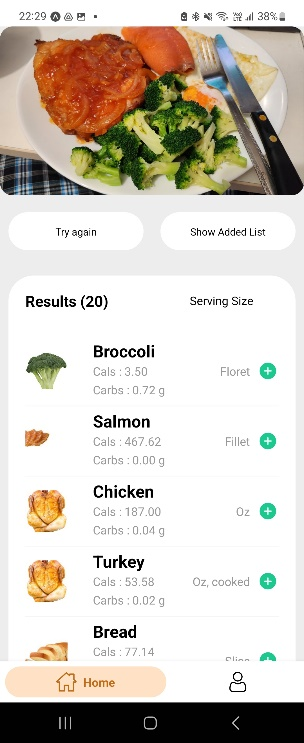 22:29
38%
Try again
Show Added List
Results (20)
Serving Size
Broccoli
Cals : 3.50
Floret
Carbs : 0.72 g
Salmon
Cals : 467.62
Fillet
Carbs : 0.00 g
Chicken
Cals : 187.00
Oz
Carbs : 0.04 g
Turkey
Cals : 53.58
Oz, cooked
Carbs : 0.02 g
Bread
Cals : 77.14
Slice
Home